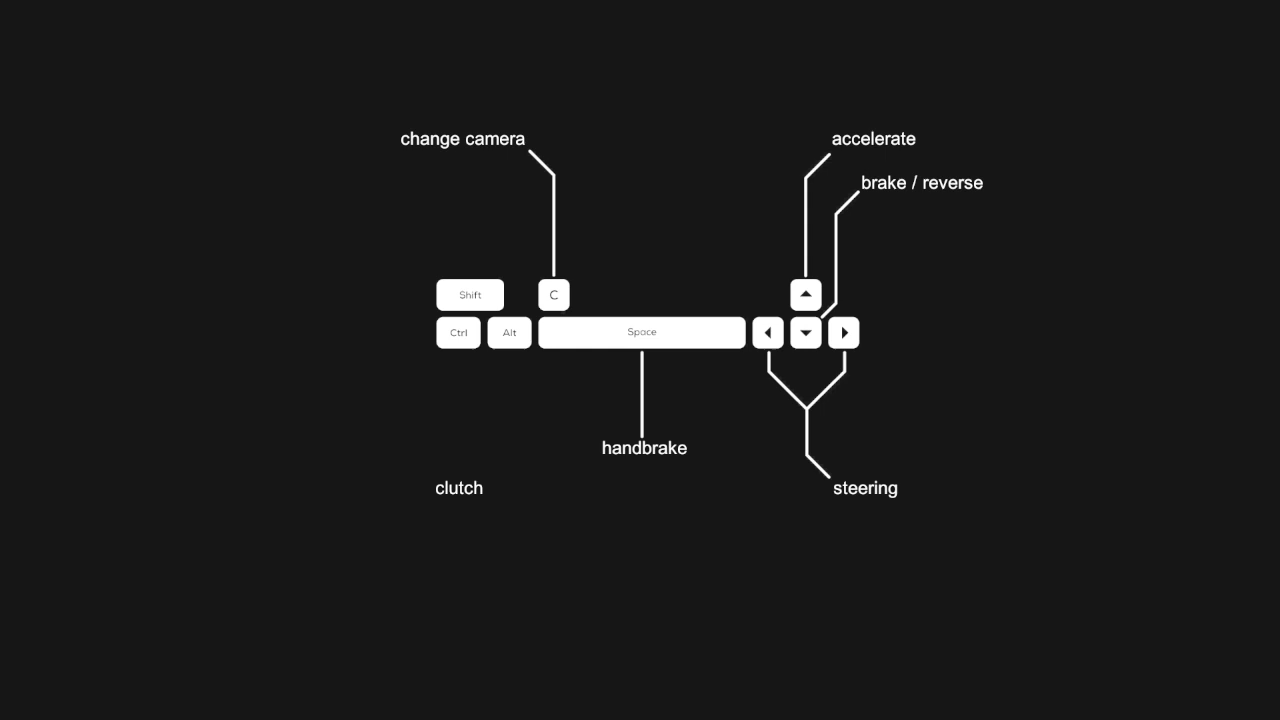 change camera
accelerate
brake / reverse
Shift
C
Ctrl
Alt
Space
handbrake
clutch
steering